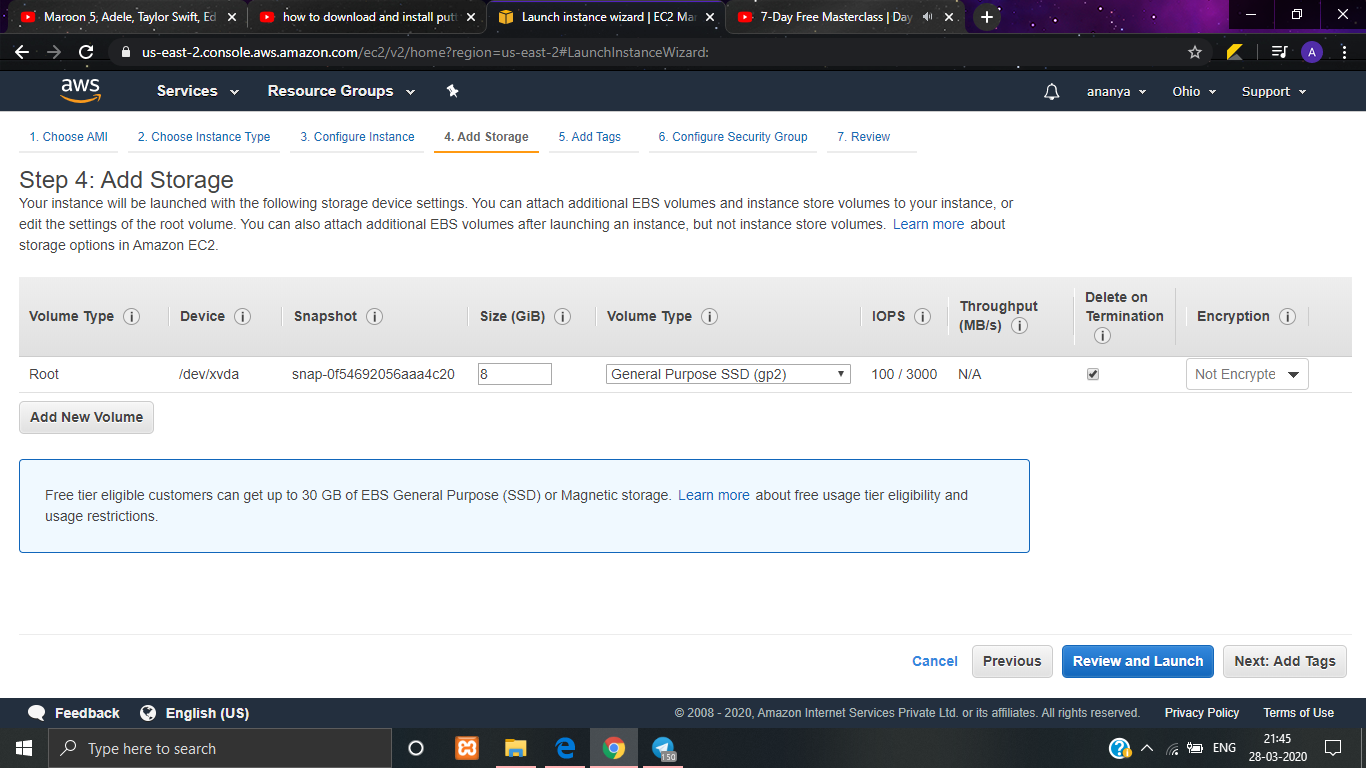 Maroon 5, Adele, Taylor Swift, Ed
how to download and install putt
Launch instance wizard | EC2 Ma
7-Day Free Masterclass | Day
us-east-2.console.aws.amazon.com/ec2/v2/home?region=us-east-2#LaunchInstanceWizard:
A
aws
Services
Resource Groups
ananya
Ohio
Support
1. Choose AMI
2. Choose Instance Type
3. Configure Instance
4. Add Storage
5. Add Tags
6. Configure Security Group
7. Review
Step 4: Add Storage
Your instance will be launched with the following storage device settings. You can attach additional EBS volumes and instance store volumes to your instance, or
edit the settings of the root volume. You can also attach additional EBS volumes after launching an instance, but not instance store volumes. Learn more about
storage options in Amazon EC2.
Volume Type
Device
Snapshot
Size (GiB)
Volume Type
IOPS
Throughput
(MB/s)
Delete on
Termination
Encryption
Root
/dev/xvda
snap-0f54692056aaa4c20
8
General Purpose SSD (gp2)
100 / 3000
N/A
Not Encrypte
Add New Volume
Free tier eligible customers can get up to 30 GB of EBS General Purpose (SSD) or Magnetic storage. Learn more about free usage tier eligibility and
usage restrictions.
Cancel
Previous
Review and Launch
Next: Add Tags
Feedback
English (US)
© 2008 - 2020, Amazon Internet Services Private Ltd. or its affiliates. All rights reserved.
Privacy Policy
Terms of Use
Type here to search
150
ENG
21:45
28-03-2020